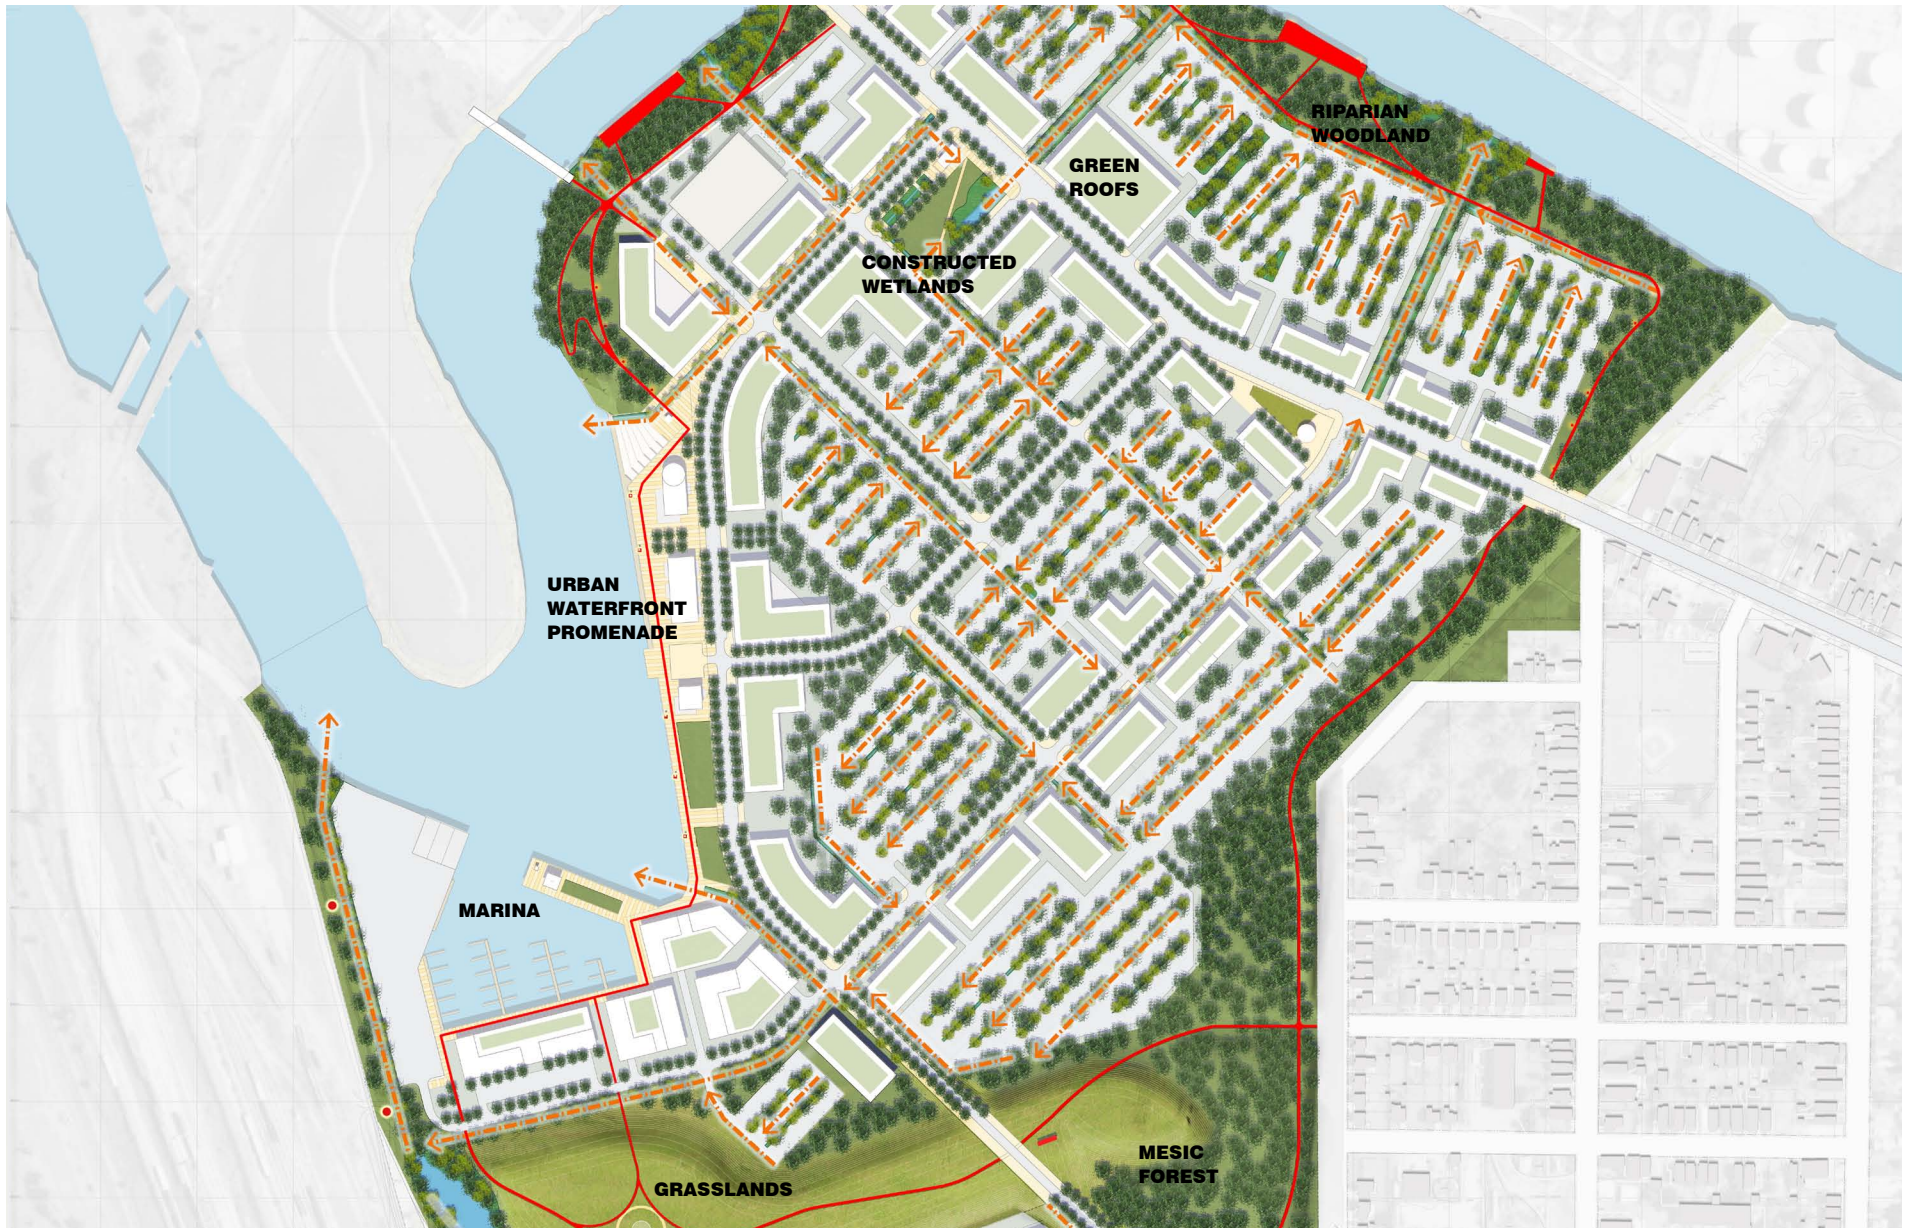 RIPARIAN
WOODLAND
GREEN
ROOFS
CONSTRUCTED
WETLANDS
URBAN
WATERFRONT
PROMENADE
MARINA
MESIC
FOREST
GRASSLANDS